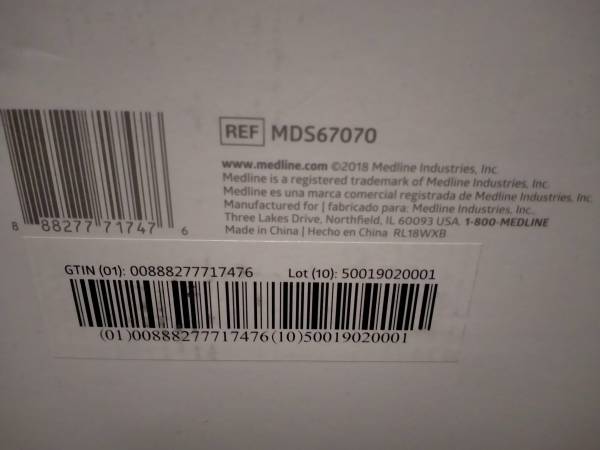 REF MDS67070
www.medline.com ©2018 Medline Industries, Inc.
Medline is a registered trademark of Medline Industries, Inc.
Medline es una marca comercial registrada de Medline Industries, Inc.
Manufactured for | fabricado para: Medline Industries, Inc.,
Three Lakes Drive, Northfield, IL 60093 USA. 1-800-MEDLINE
Made in China | Hecho en China RL18WXB
8 88277 71747 6
GTIN (01): 00888277717476 Lot (10): 50019020001
(01)00888277717476(10)50019020001